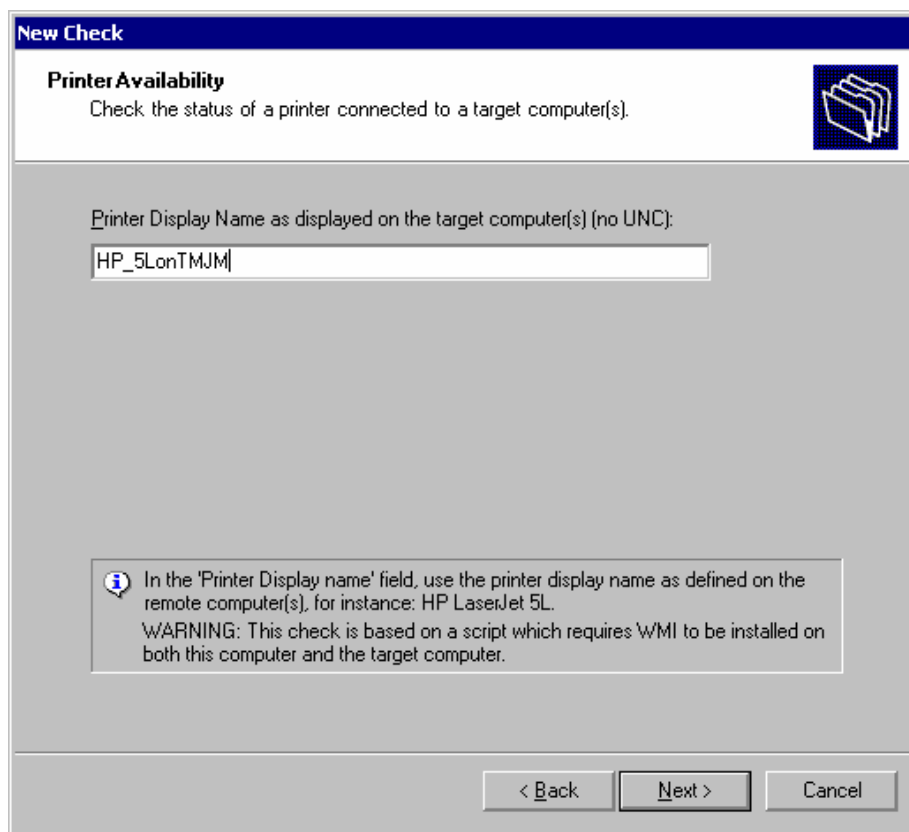 New Check
Printer Availability
Check the status of a printer connected to a target computer(s).
Printer Display Name as displayed on the target computer(s) (no UNC):
HP_5LonTMJM
In the 'Printer Display name' field, use the printer display name as defined on the
remote computer(s), for instance: HP LaserJet 5L.
WARNING: This check is based on a script which requires WMI to be installed on
both this computer and the target computer.
< Back
Next >
Cancel